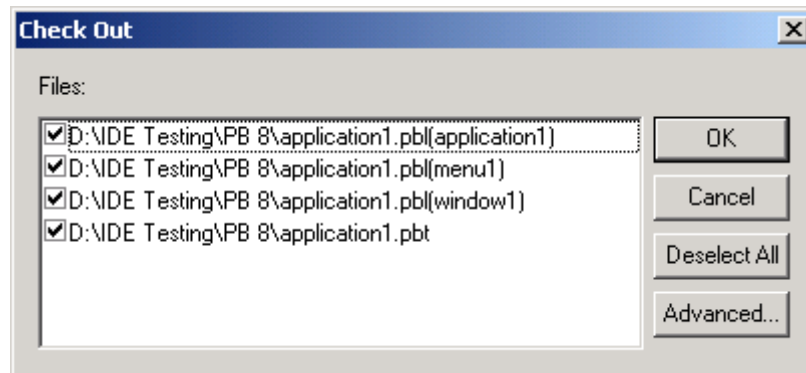 Check Out
Files:
D:\IDE Testing\PB 8\application1.pbl(application1)
D:\IDE Testing\PB 8\application1.pbl(menu1)
D:\IDE Testing\PB 8\application1.pbl(window1)
D:\IDE Testing\PB 8\application1.pbt
OK
Cancel
Deselect All
Advanced...